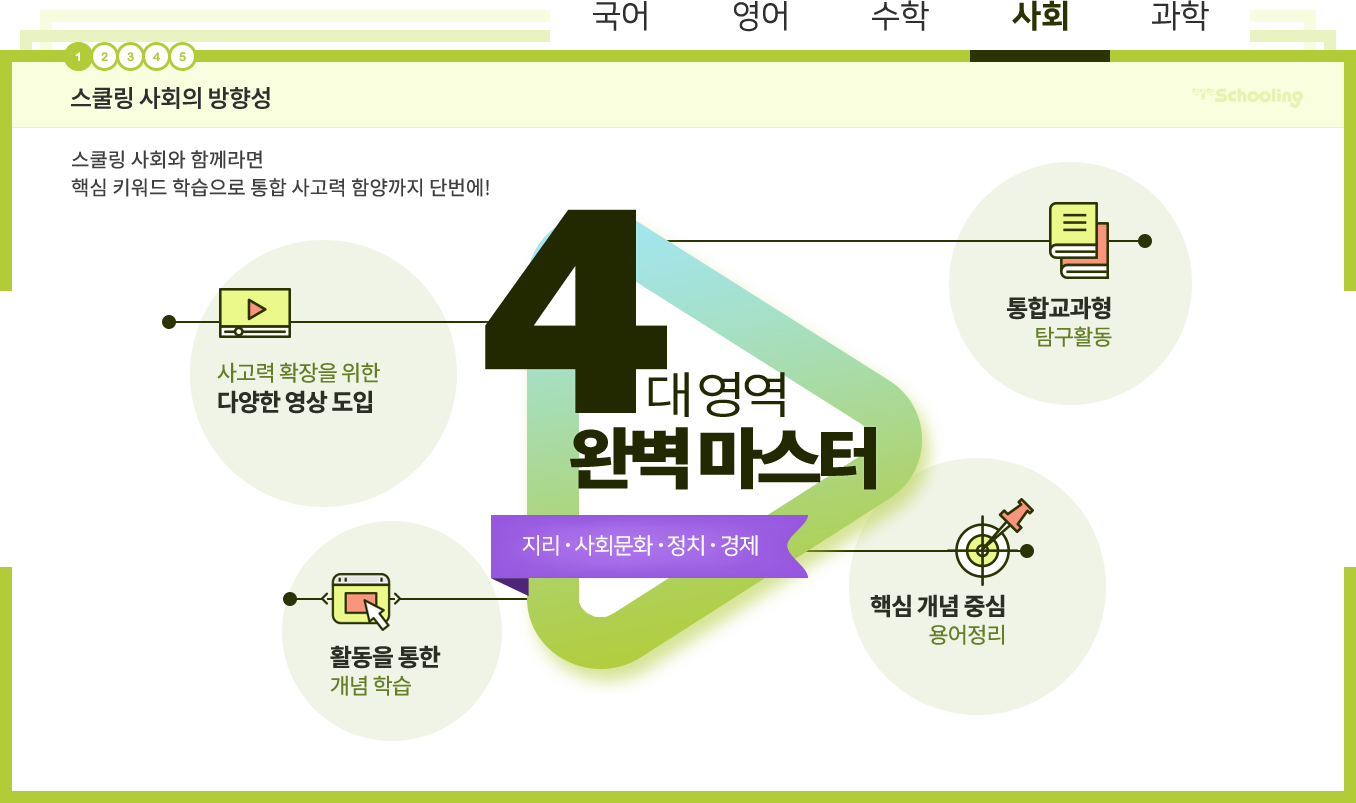 국어
영어
수학
사회
과학
1 2 3 4 5
스쿨링 사회의 방향성
Schooling
스쿨링 사회와 함께라면
핵심 키워드 학습으로 통합 사고력 함양까지 단번에!
4
대 영역
완벽 마스터
지리 · 사회문화 · 정치 · 경제
사고력 확장을 위한
다양한 영상 도입
통합교과형
탐구활동
활동을 통한
개념 학습
핵심 개념 중심
용어정리